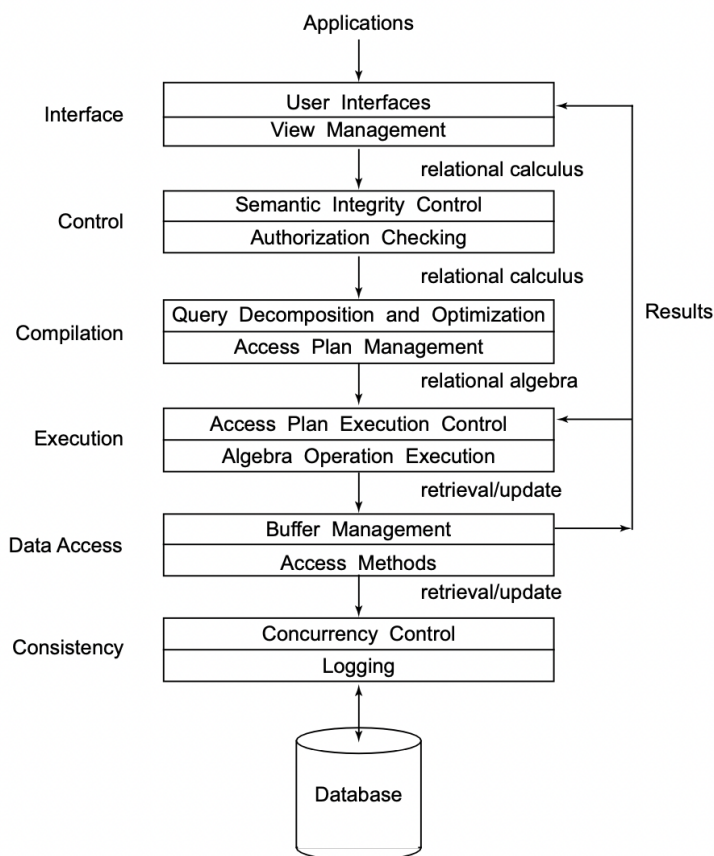 Applications
Interface
User Interfaces
View Management
relational calculus
Control
Semantic Integrity Control
Authorization Checking
relational calculus
Compilation
Query Decomposition and Optimization
Access Plan Management
Results
relational algebra
Execution
Access Plan Execution Control
Algebra Operation Execution
retrieval/update
Data Access
Buffer Management
Access Methods
retrieval/update
Consistency
Concurrency Control
Logging
Database